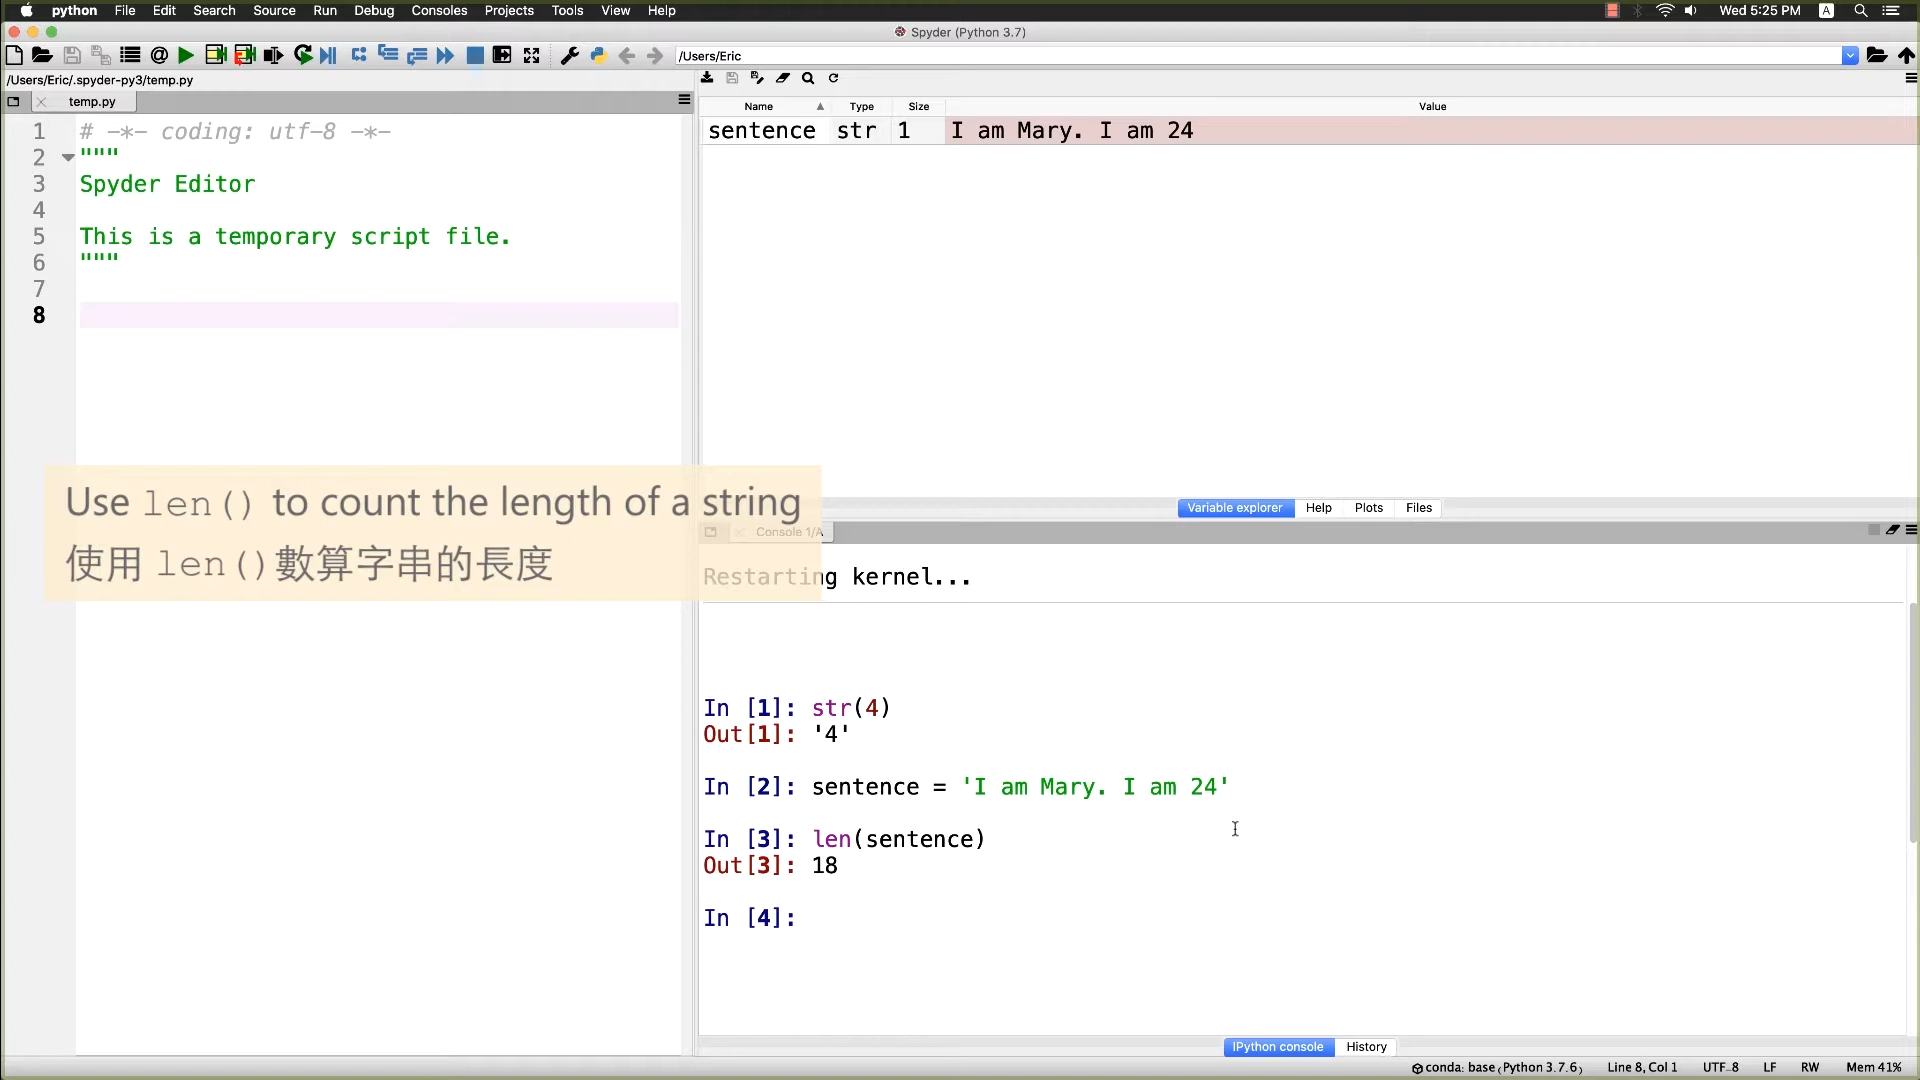 python File Edit Search Source Run Debug Consoles Projects Tools View Help Wed 5:25 PM A
Spyder (Python 3.7)
/Users/Eric
/Users/Eric/.spyder-py3/temp.py
temp.py
1 # -*- coding: utf-8 -*-
2 """
3 Spyder Editor
4
5 This is a temporary script file.
6 """
7
8
Name Type Size Value
sentence str 1 I am Mary. I am 24
Use len() to count the length of a string
使用 len()數算字串的長度
Variable explorer Help Plots Files
Console 1/A
Restarting kernel...
In [1]: str(4)
Out[1]: '4'
In [2]: sentence = 'I am Mary. I am 24'
In [3]: len(sentence)
Out[3]: 18
In [4]:
IPython console History
conda: base (Python 3.7.6) Line 8, Col 1 UTF-8 LF RW Mem 41%